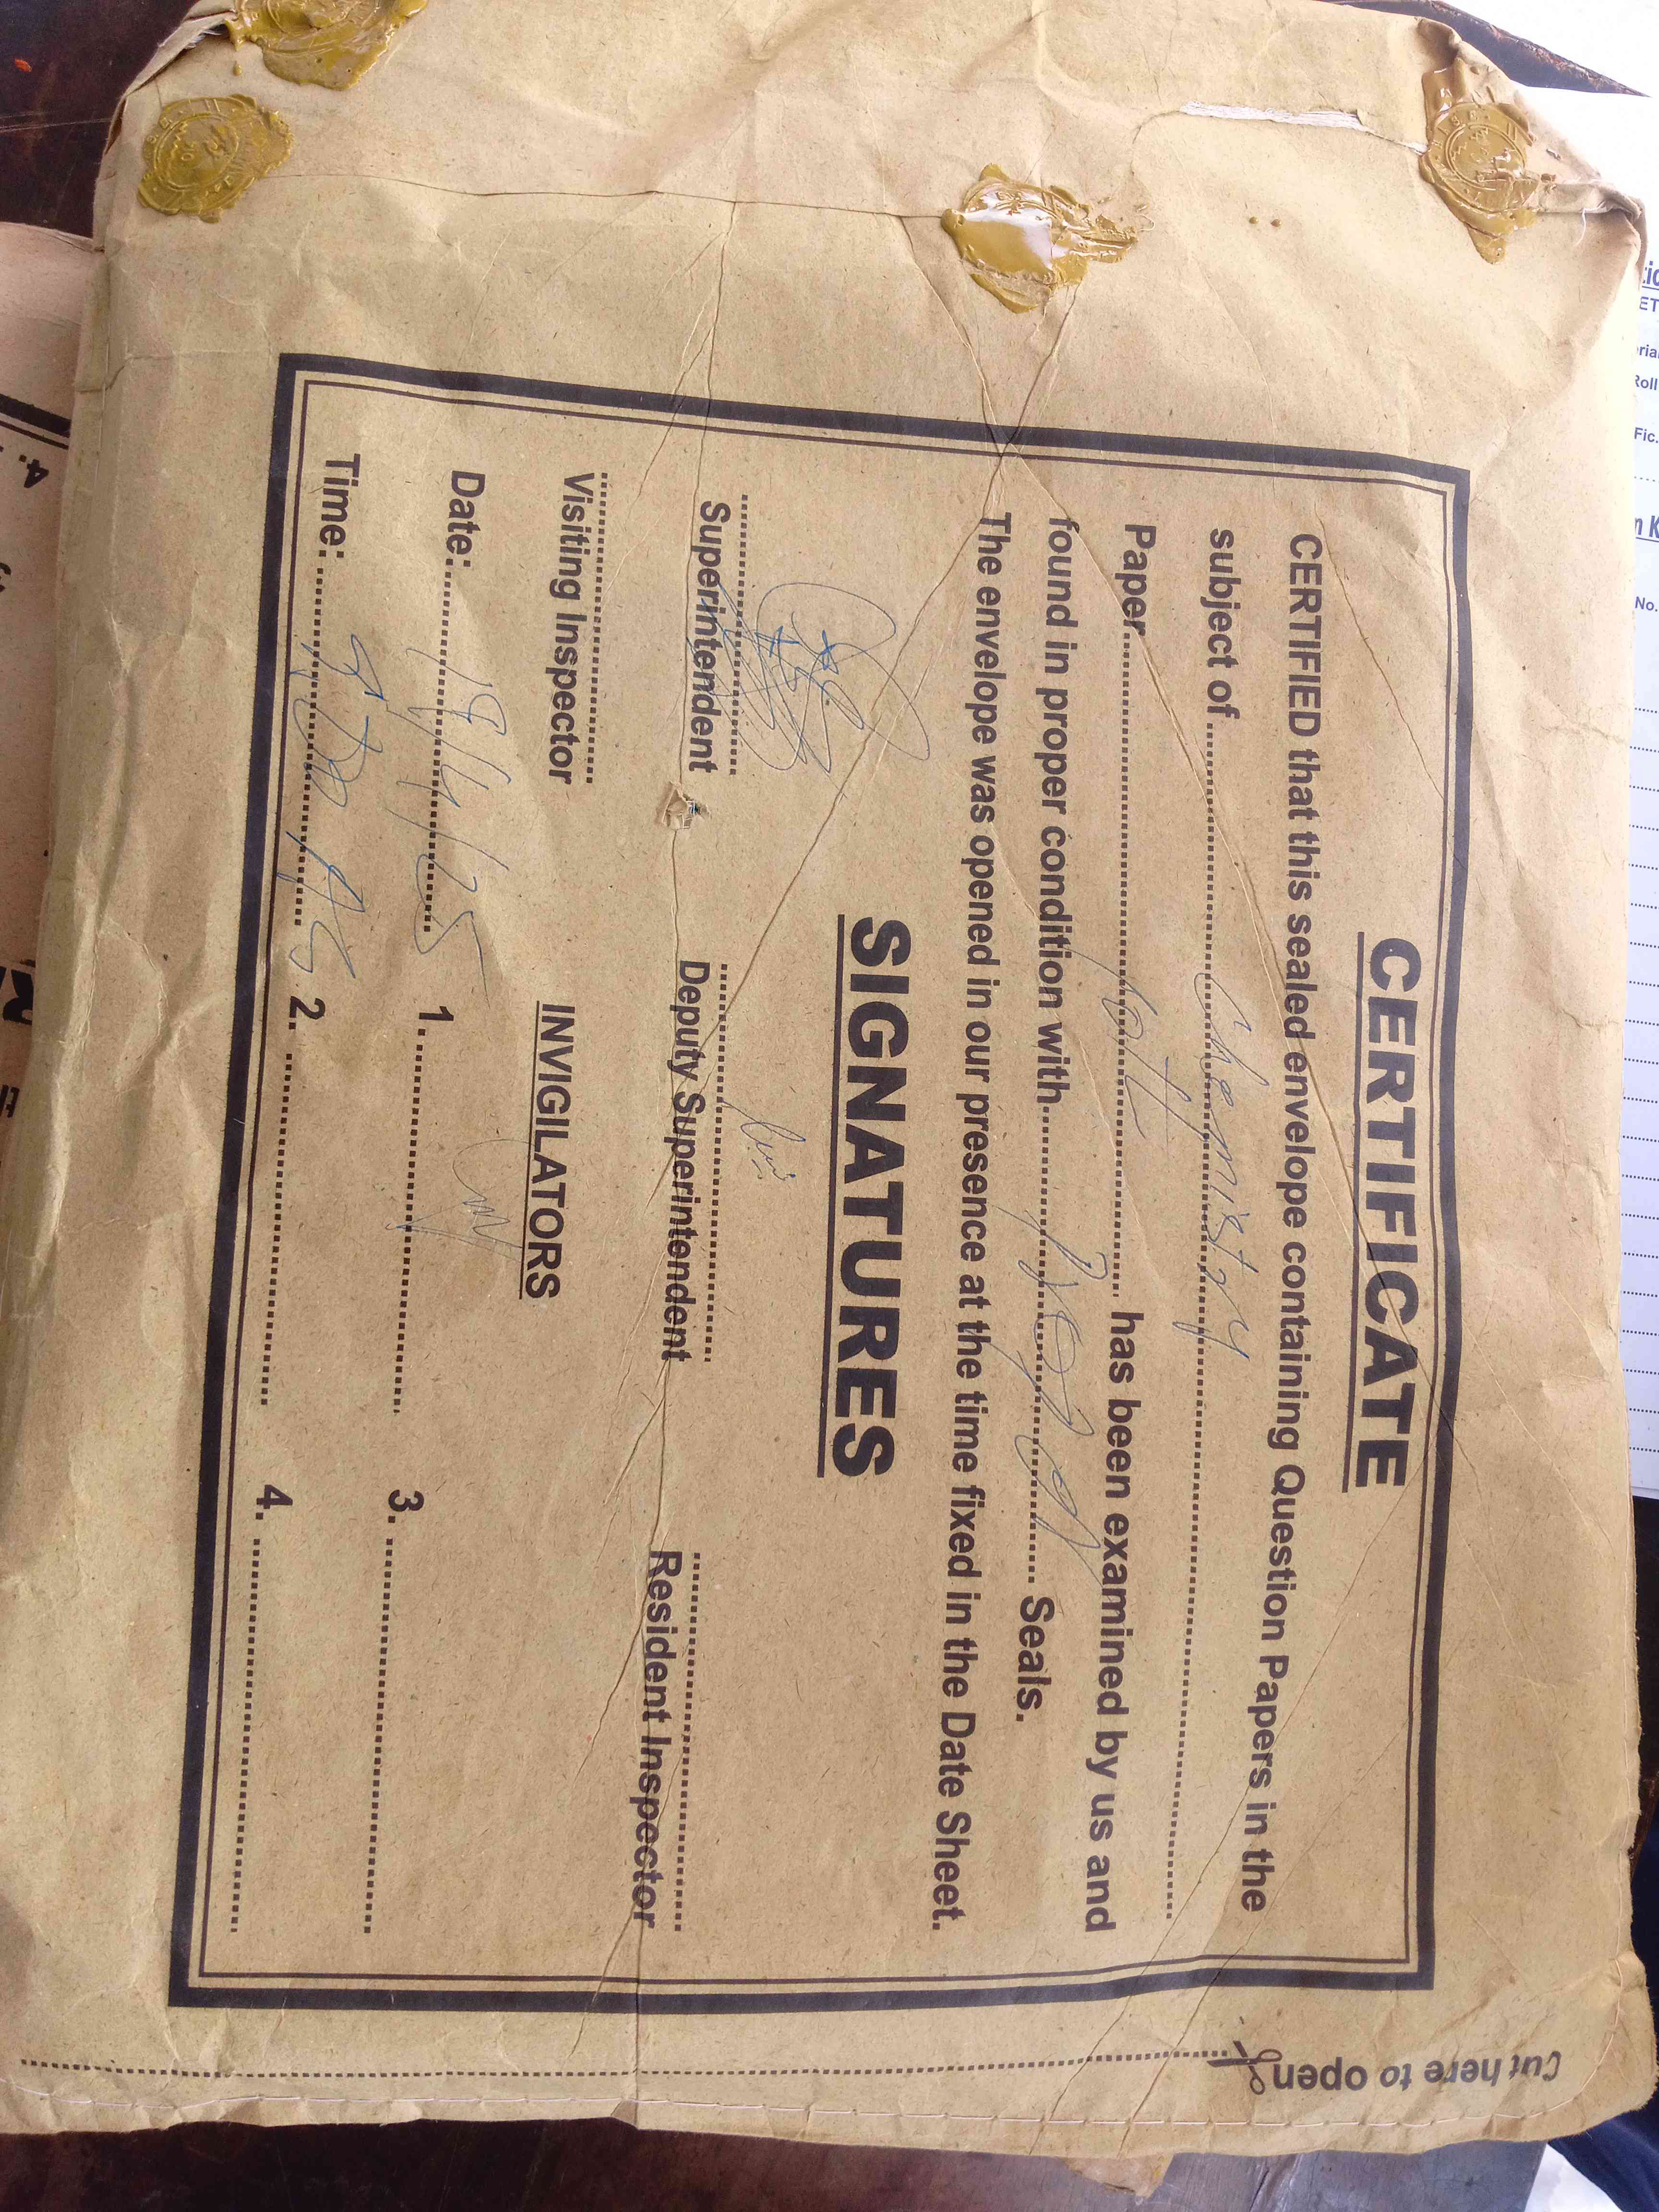 CERTIFICATE
CERTIFIED that this sealed envelope containing Question Papers in the
subject of ........ Chemistry ........
Paper ................ has been examined by us and
found in proper condition with ................ Seals.
The envelope was opened in our presence at the time fixed in the Date Sheet.
SIGNATURES
Superintendent Deputy Superintendent Resident Inspector
Visiting Inspector
INVIGILATORS
Date: 1. ........ 3. ........
Time: 2. ........ 4. ........
Cut here to open